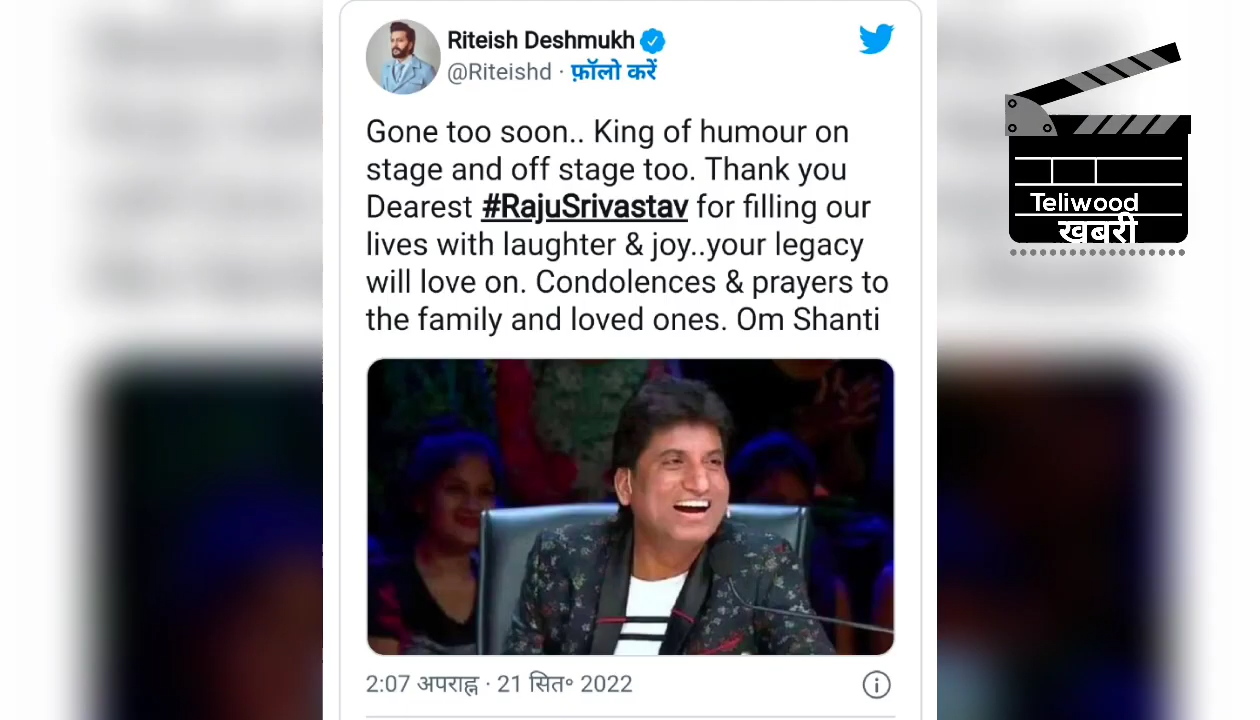 Riteish Deshmukh
@Riteishd · फ़ॉलो करें
Gone too soon.. King of humour on
stage and off stage too. Thank you
Dearest #RajuSrivastav for filling our
lives with laughter & joy..your legacy
will love on. Condolences & prayers to
the family and loved ones. Om Shanti
2:07 अपराह्न · 21 सित॰ 2022
Teliwood
खबरी